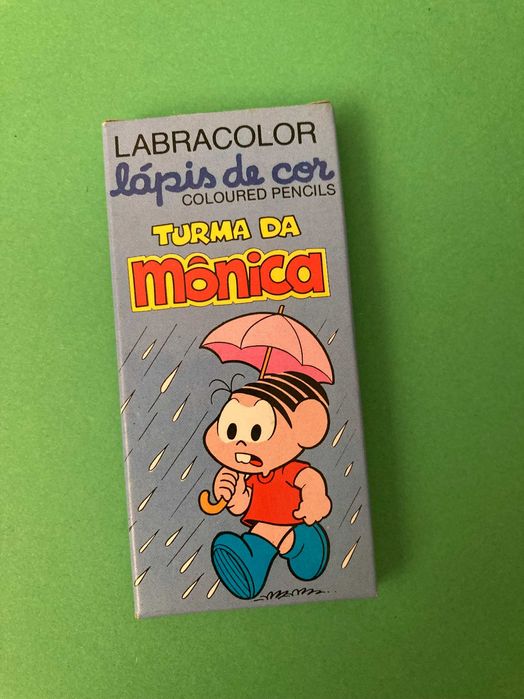 LABRACOLOR
lápis de cor
COLOURED PENCILS
TURMA DA
mônica